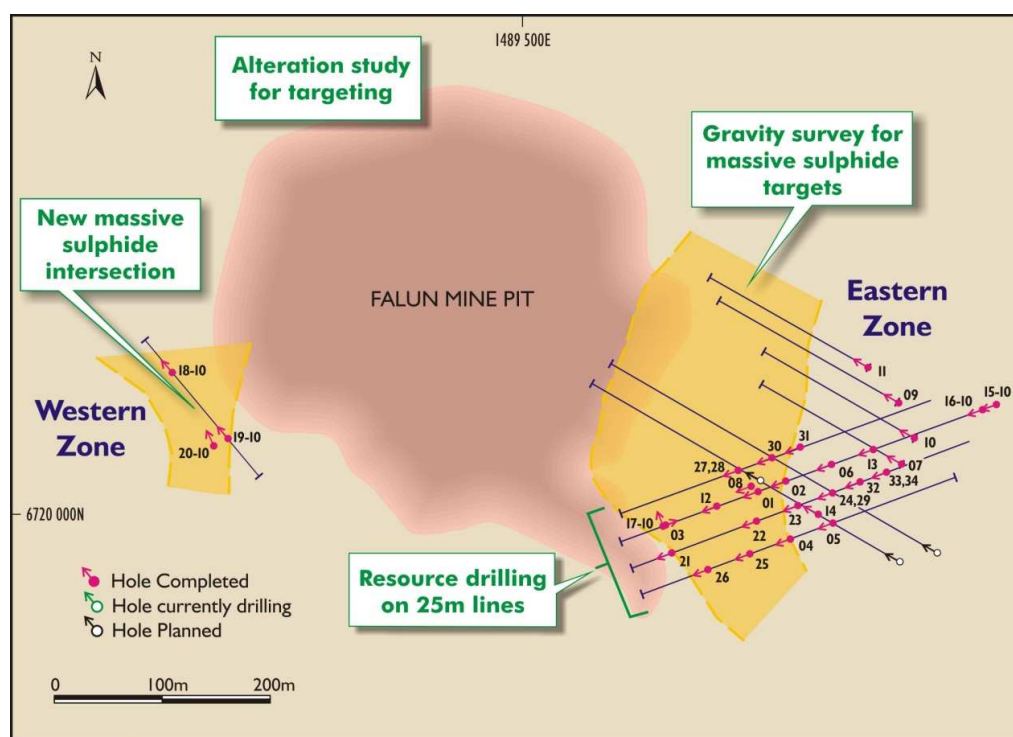 1489 500E
N
Alteration study
for targeting
Gravity survey for
massive sulphide
targets
New massive
sulphide
intersection
FALUN MINE PIT
Eastern
Zone
11
09
18-10
16-10
15-10
Western
Zone
19-10
20-10
10
31
30
27,28
06
13
07
33,34
08
02
32
12
01
24,29
6720 000N
17-10
03
23
14
22
05
21
04
25
26
Resource drilling
on 25m lines
Hole Completed
Hole currently drilling
Hole Planned
0
100m
200m